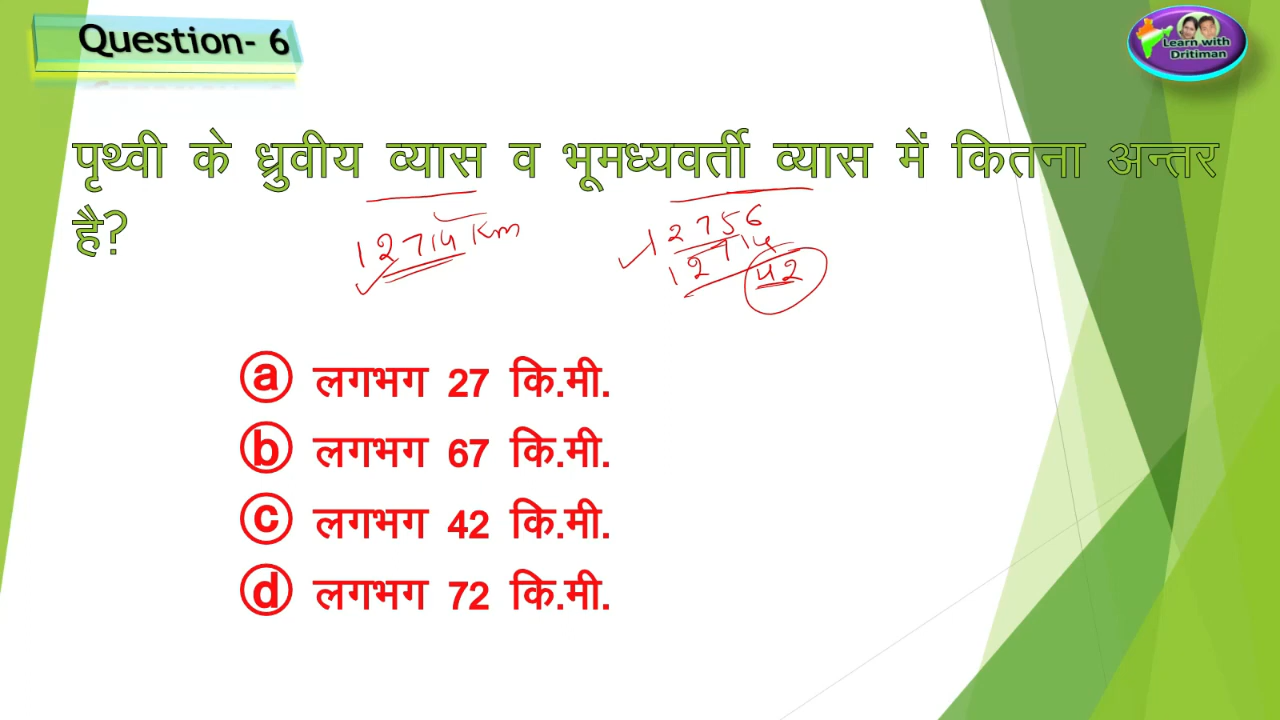 Question- 6
Learn with
Dritiman
पृथ्वी के ध्रुवीय व्यास व भूमध्यवर्ती व्यास में कितना अन्तर
है?
12714 Km
12756
12714
42
ⓐ लगभग 27 कि.मी.
ⓑ लगभग 67 कि.मी.
ⓒ लगभग 42 कि.मी.
ⓓ लगभग 72 कि.मी.